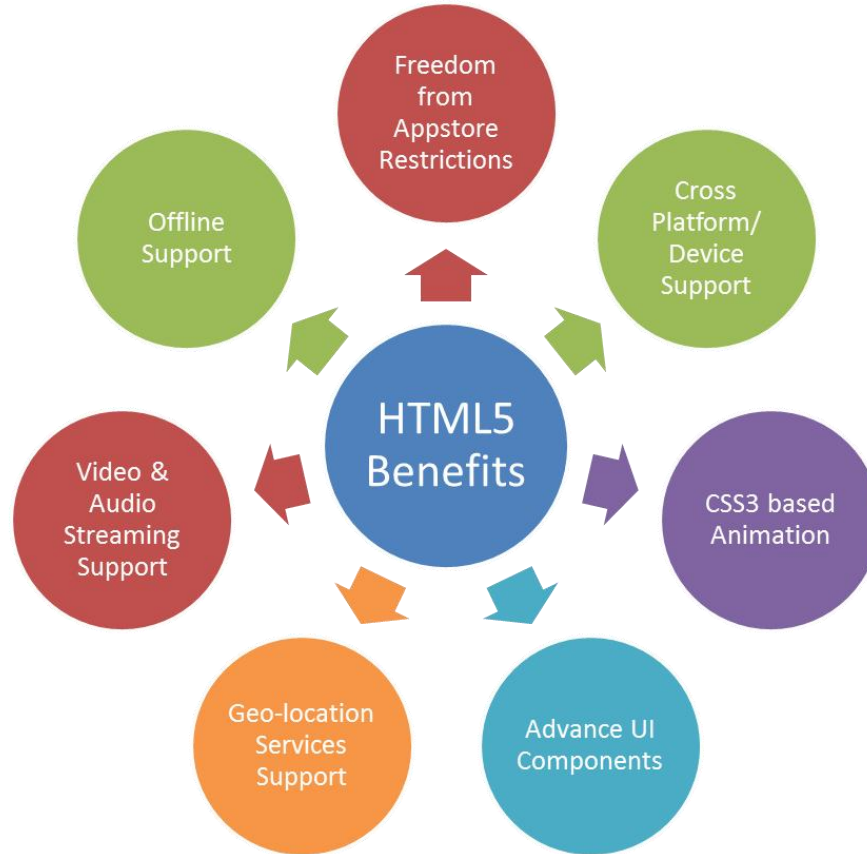 Freedom
from
Appstore
Restrictions
Cross
Platform/
Device
Support
Offline
Support
HTML5
Benefits
Video &
Audio
Streaming
Support
CSS3 based
Animation
Geo-location
Services
Support
Advance UI
Components